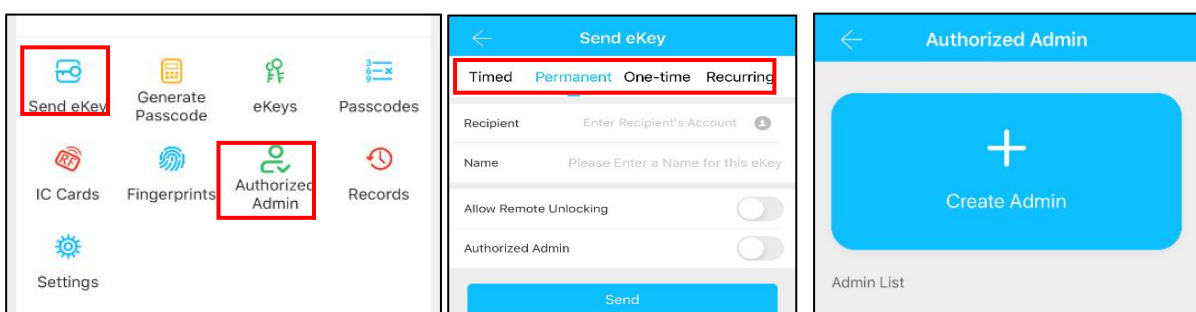 Send eKey
Generate
Passcode
eKeys
Passcodes
IC Cards
Fingerprints
Authorized
Admin
Records
Settings
Send eKey
Timed Permanent One-time Recurring
Recipient Enter Recipient's Account
Name Please Enter a Name for this eKey
Allow Remote Unlocking
Authorized Admin
Send
Authorized Admin
Create Admin
Admin List